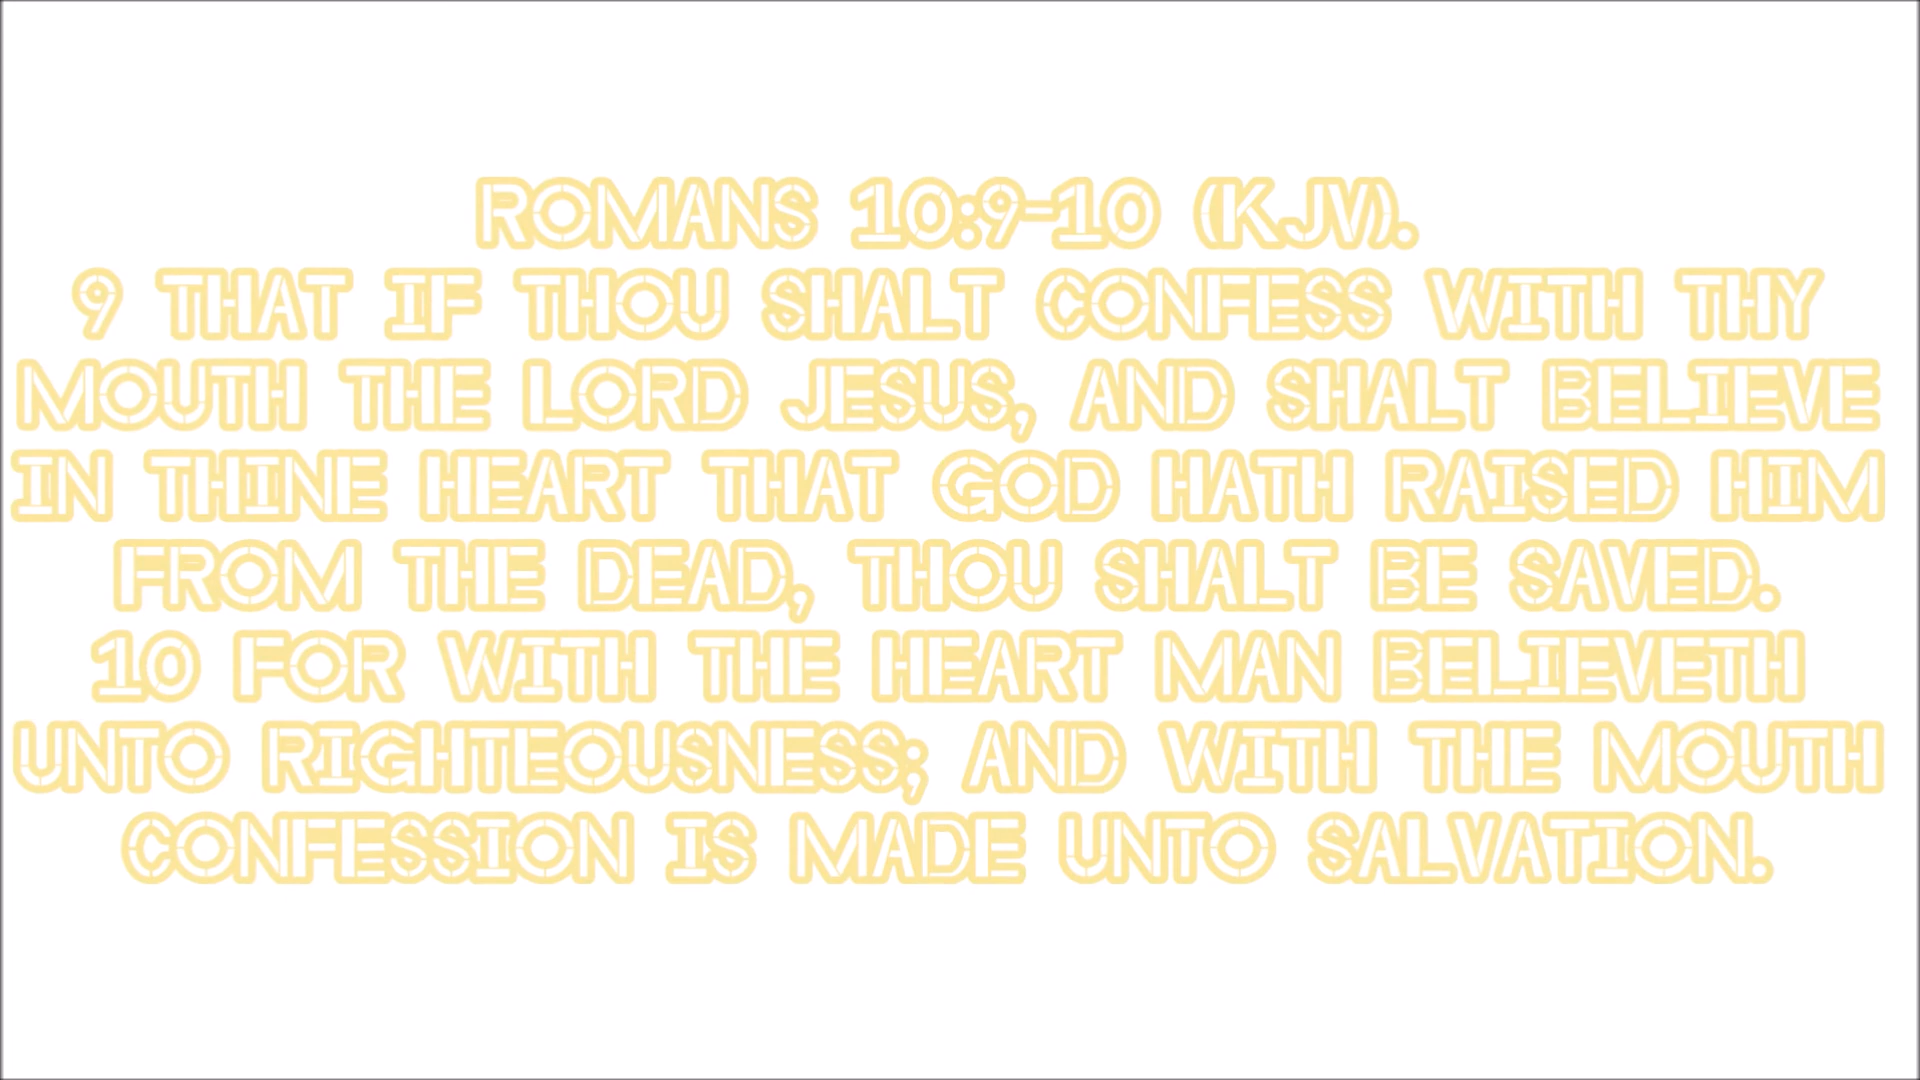 ROMANS 10:9-10 (KJV).
9 THAT IF THOU SHALT CONFESS WITH THY
MOUTH THE LORD JESUS, AND SHALT BELIEVE
IN THINE HEART THAT GOD HATH RAISED HIM
FROM THE DEAD, THOU SHALT BE SAVED.
10 FOR WITH THE HEART MAN BELIEVETH
UNTO RIGHTEOUSNESS; AND WITH THE MOUTH
CONFESSION IS MADE UNTO SALVATION.